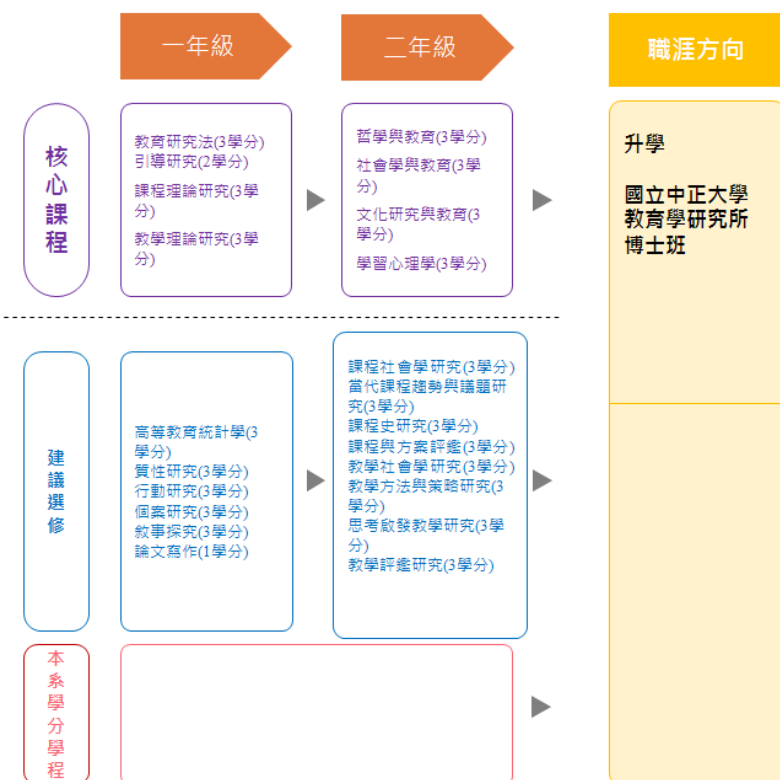 一年級
二年級
職涯方向
核
心
課
程
教育研究法(3學分)
引導研究(2學分)
課程理論研究(3學
分)
教學理論研究(3學
分)
哲學與教育(3學分)
社會學與教育(3學
分)
文化研究與教育(3
學分)
學習心理學(3學分)
升學
國立中正大學
教育學研究所
博士班
建
議
選
修
高等教育統計學(3
學分)
質性研究(3學分)
行動研究(3學分)
個案研究(3學分)
敘事探究(3學分)
論文寫作(1學分)
課程社會學研究(3學分)
當代課程趨勢與議題研
究(3學分)
課程史研究(3學分)
課程與方案評鑑(3學分)
教學社會學研究(3學分)
教學方法與策略研究(3
學分)
思考啟發教學研究(3學
分)
教學評鑑研究(3學分)
本
系
學
分
學
程